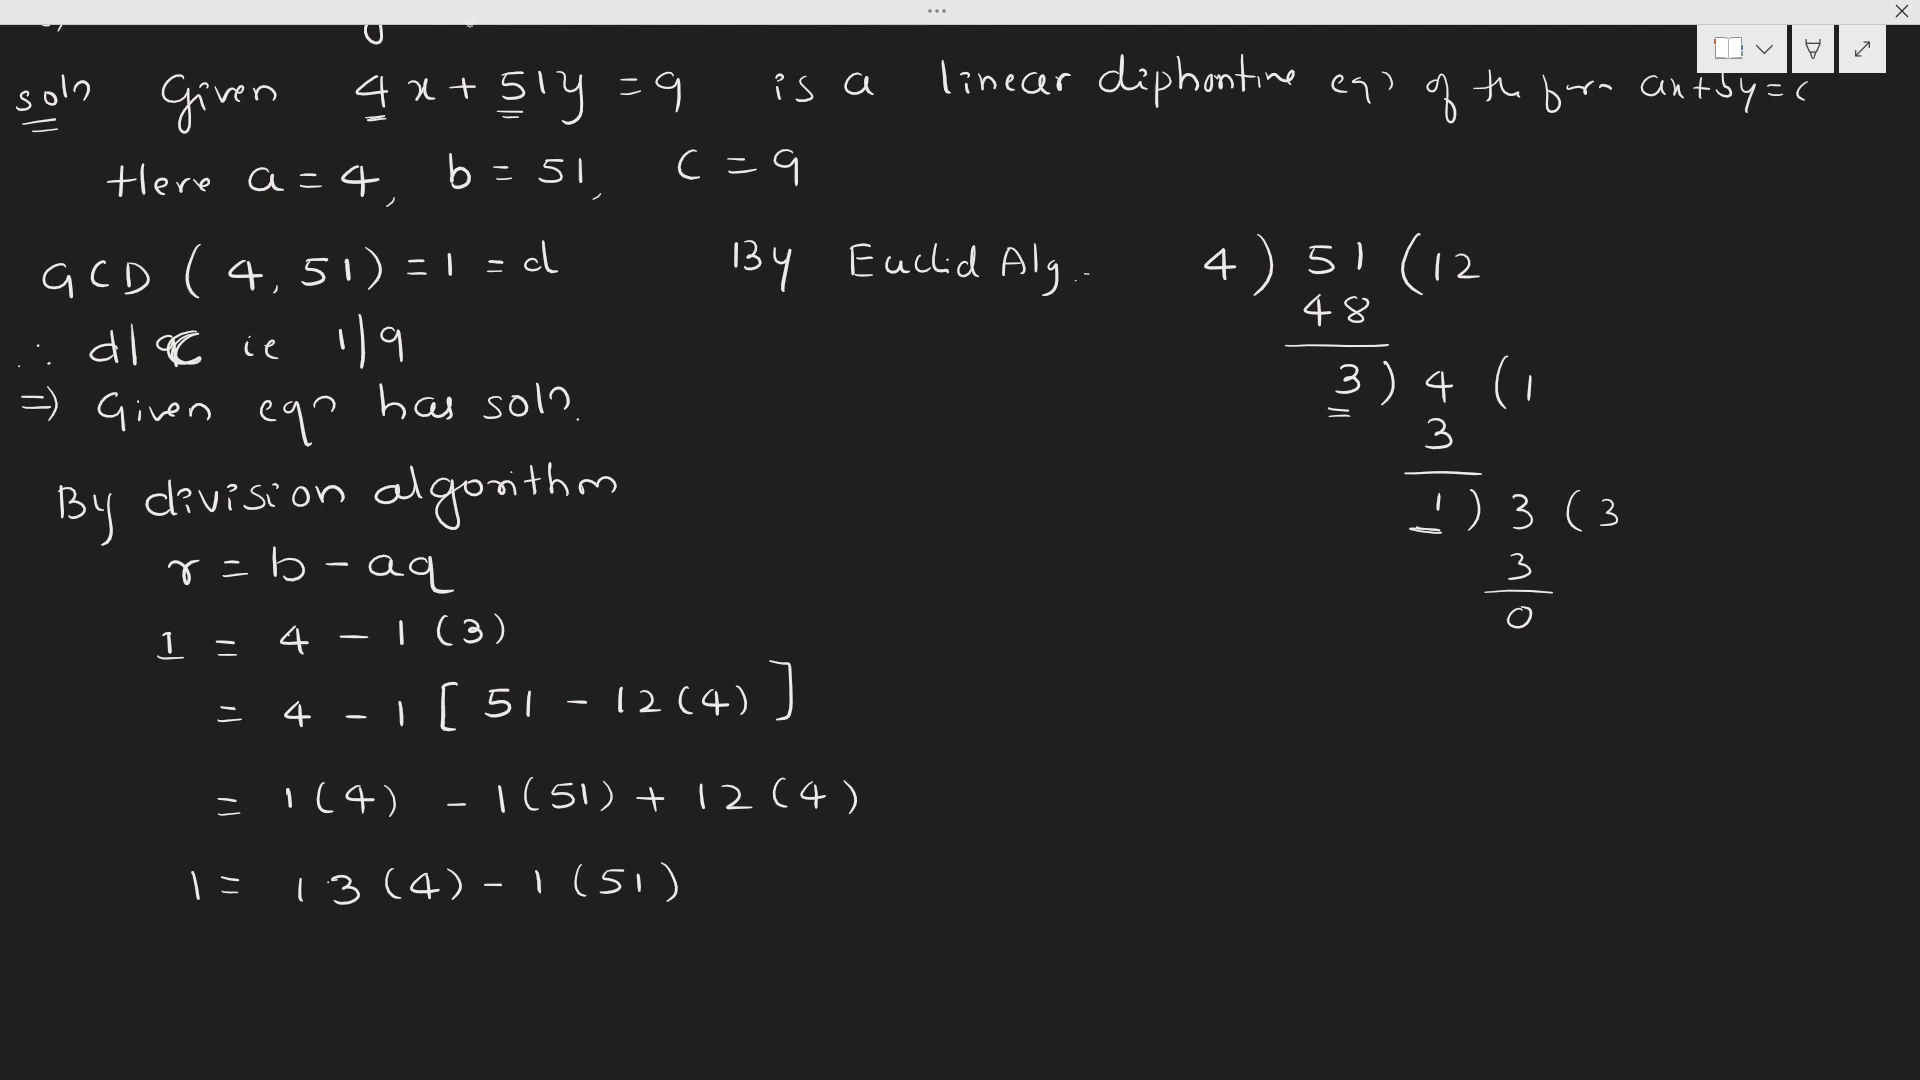 soln Given 4x + 51y = 9 is a linear diphontine eqn of the form ax+by=c
Here a = 4, b = 51, c = 9
GCD (4, 51) = 1 = d By Euclid Alg.
4 ) 51 ( 12
48
3 ) 4 ( 1
3
1 ) 3 ( 3
3
0
∴ d|c ie 1|9
=) Given eqn has soln.
By division algorithm
r = b - aq
1 = 4 - 1(3)
= 4 - 1 [ 51 - 12(4) ]
= 1(4) - 1(51) + 12(4)
1 = 13(4) - 1(51)